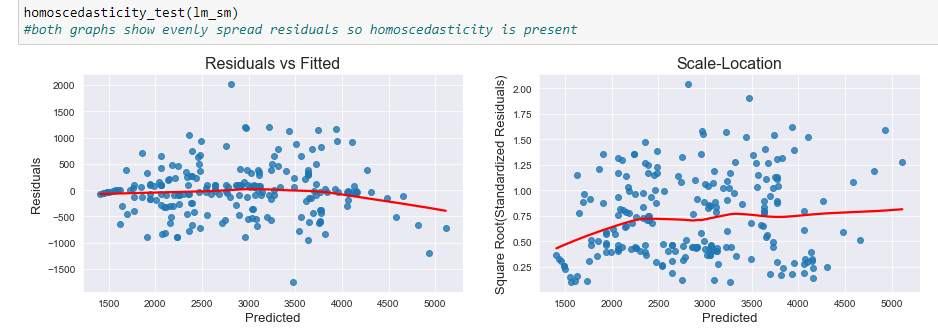 homoscedasticity_test(lm_sm)
#both graphs show evenly spread residuals so homoscedasticity is present
Residuals vs Fitted
Residuals
2000
1500
1000
500
0
−500
−1000
−1500
1500 2000 2500 3000 3500 4000 4500 5000
Predicted
Scale-Location
Square Root(Standardized Residuals)
2.00
1.75
1.50
1.25
1.00
0.75
0.50
0.25
1500 2000 2500 3000 3500 4000 4500 5000
Predicted